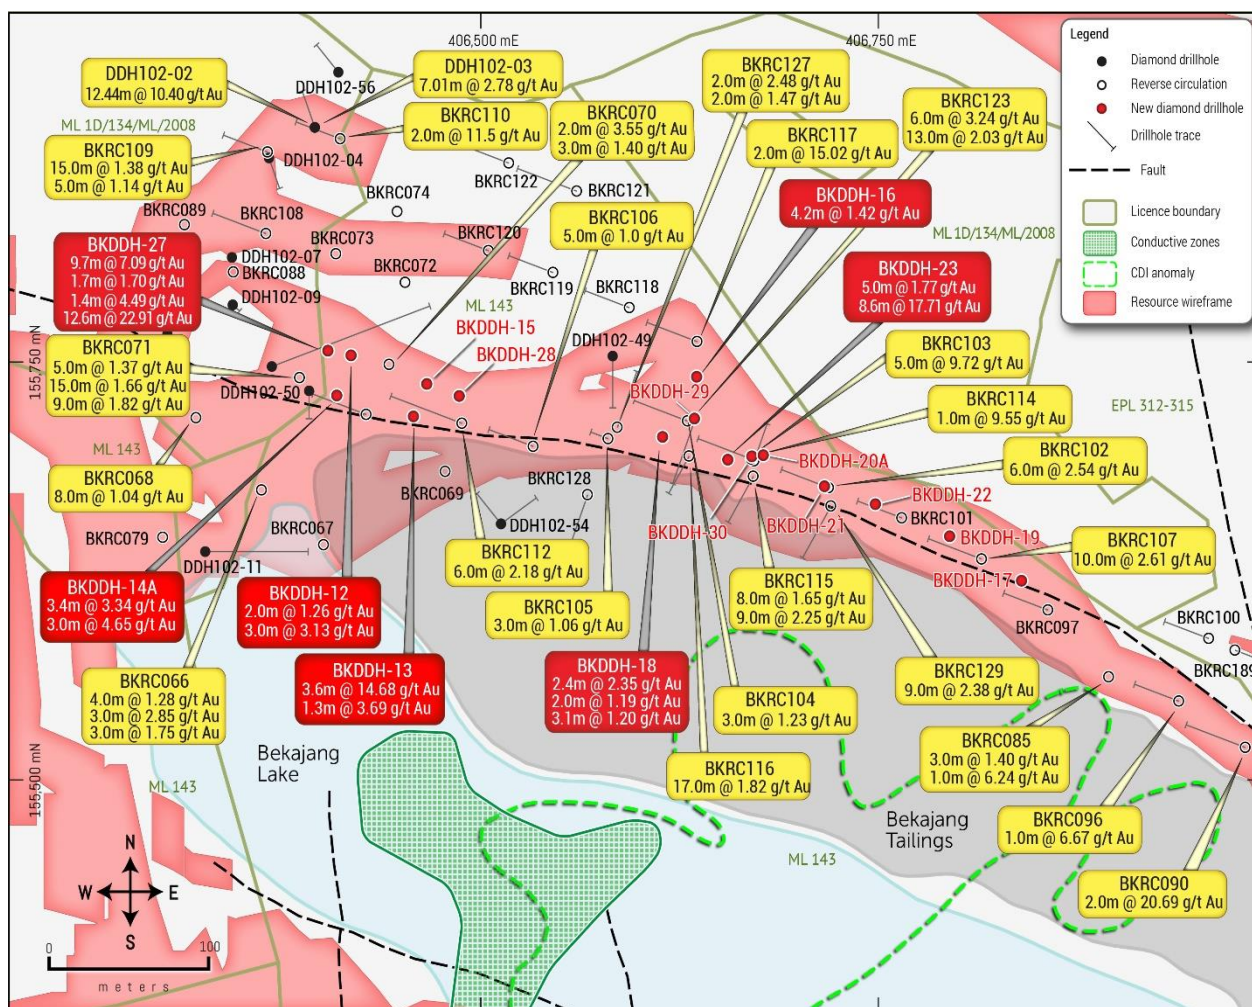 406,500 mE
406,750 mE
Legend
Diamond drillhole
Reverse circulation
New diamond drillhole
Drillhole trace
Fault
Licence boundary
Conductive zones
CDI anomaly
Resource wireframe
DDH102-02
12.44m @ 10.40 g/t Au
DDH102-56
DDH102-03
7.01m @ 2.78 g/t Au
BKRC110
2.0m @ 11.5 g/t Au
BKRC070
2.0m @ 3.55 g/t Au
3.0m @ 1.40 g/t Au
BKRC127
2.0m @ 2.48 g/t Au
2.0m @ 1.47 g/t Au
BKRC117
2.0m @ 15.02 g/t Au
BKRC123
6.0m @ 3.24 g/t Au
13.0m @ 2.03 g/t Au
ML 1D/134/ML/2008
BKRC109
15.0m @ 1.38 g/t Au
5.0m @ 1.14 g/t Au
DDH102-04
BKRC122
BKRC121
BKRC074
BKDDH-16
4.2m @ 1.42 g/t Au
BKRC089
BKRC108
BKRC106
5.0m @ 1.0 g/t Au
BKRC120
ML 1D/134/ML/2008
BKDDH-27
9.7m @ 7.09 g/t Au
1.7m @ 1.70 g/t Au
1.4m @ 4.49 g/t Au
12.6m @ 22.91 g/t Au
BKRC073
DDH102-07
BKRC088
BKRC072
BKRC119
BKDDH-23
5.0m @ 1.77 g/t Au
8.6m @ 17.71 g/t Au
DDH102-09
ML 143
BKRC118
BKDDH-15
BKDDH-28
DDH102-49
BKRC103
5.0m @ 9.72 g/t Au
155,750 mN
BKRC071
5.0m @ 1.37 g/t Au
15.0m @ 1.66 g/t Au
9.0m @ 1.82 g/t Au
DDH102-50
BKDDH-29
BKRC114
1.0m @ 9.55 g/t Au
EPL 312-315
ML 143
BKRC102
6.0m @ 2.54 g/t Au
BKRC068
8.0m @ 1.04 g/t Au
BKRC069
BKRC128
BKDDH-20A
BKDDH-22
BKRC101
DDH102-54
BKDDH-30
BKDDH-21
BKRC079
BKRC067
DDH102-11
BKDDH-19
BKRC107
10.0m @ 2.61 g/t Au
BKRC112
6.0m @ 2.18 g/t Au
BKDDH-17
BKDDH-14A
3.4m @ 3.34 g/t Au
3.0m @ 4.65 g/t Au
BKDDH-12
2.0m @ 1.26 g/t Au
3.0m @ 3.13 g/t Au
BKRC105
3.0m @ 1.06 g/t Au
BKRC115
8.0m @ 1.65 g/t Au
9.0m @ 2.25 g/t Au
BKRC097
BKRC100
BKRC189
BKRC066
4.0m @ 1.28 g/t Au
3.0m @ 2.85 g/t Au
3.0m @ 1.75 g/t Au
BKDDH-13
3.6m @ 14.68 g/t Au
1.3m @ 3.69 g/t Au
BKDDH-18
2.4m @ 2.35 g/t Au
2.0m @ 1.19 g/t Au
3.1m @ 1.20 g/t Au
BKRC104
3.0m @ 1.23 g/t Au
BKRC129
9.0m @ 2.38 g/t Au
BKRC116
17.0m @ 1.82 g/t Au
BKRC085
3.0m @ 1.40 g/t Au
1.0m @ 6.24 g/t Au
Bekajang
Lake
155,500 mN
ML 143
BKRC096
1.0m @ 6.67 g/t Au
Bekajang
Tailings
ML 143
BKRC090
2.0m @ 20.69 g/t Au
N
W
E
S
0
100
meters